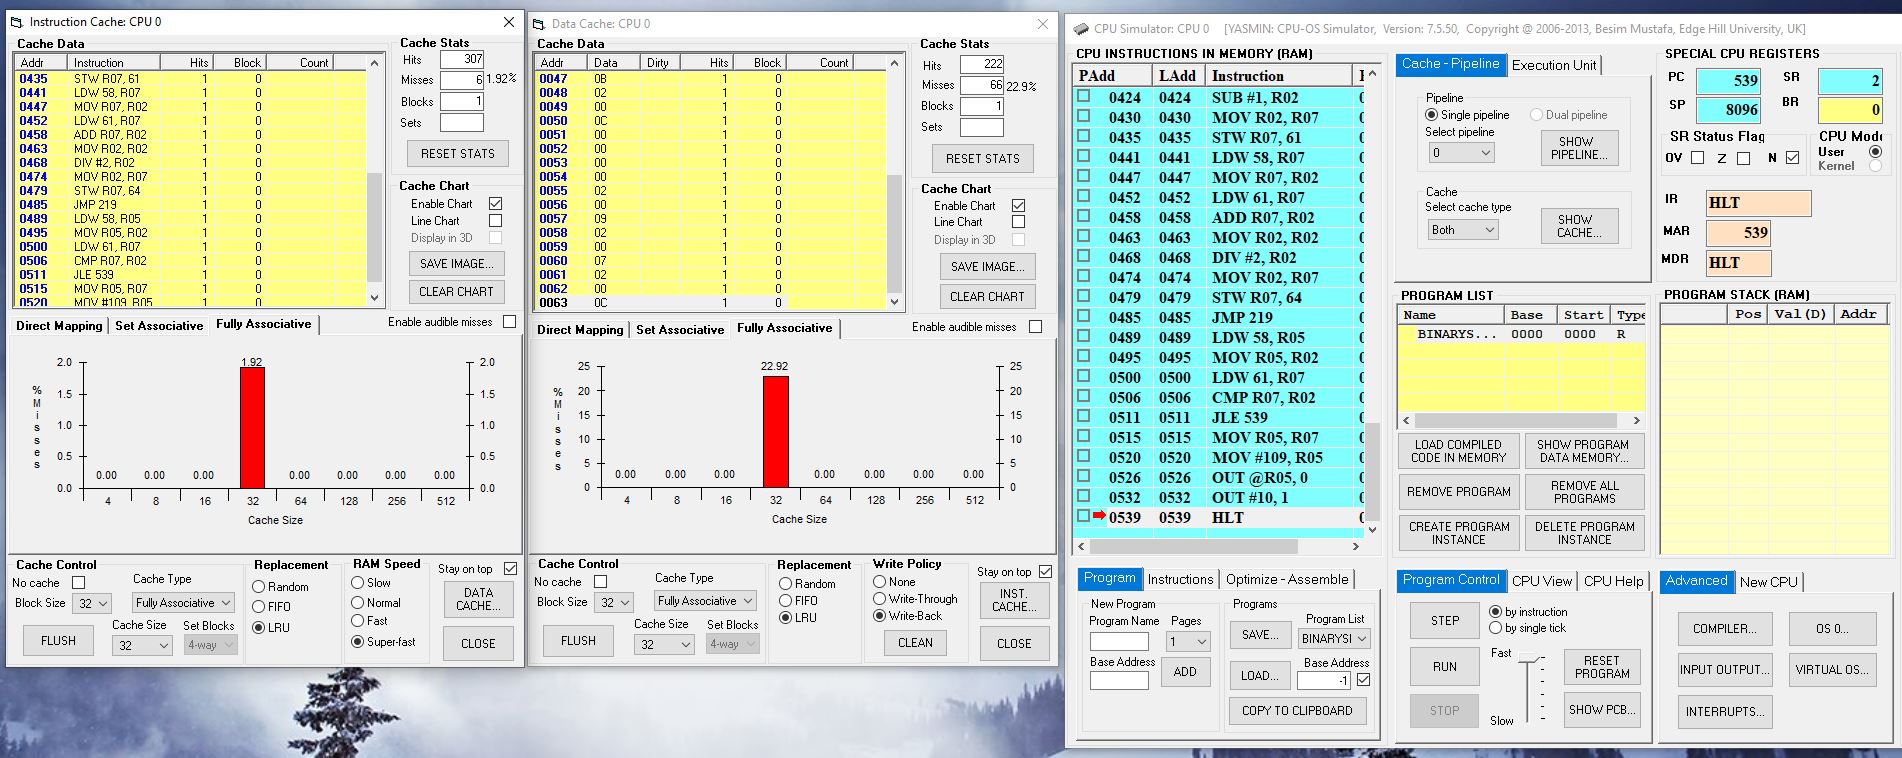 Instruction Cache: CPU 0
Cache Data
Addr Instruction Hits Block Count
0435 STW R07, 61 1 0
0441 LDW 58, R07 1 0
0447 MOV R07, R02 1 0
0452 LDW 61, R07 1 0
0458 ADD R07, R02 1 0
0463 MOV R02, R02 1 0
0468 DIV #2, R02 1 0
0474 MOV R02, R07 1 0
0479 STW R07, 64 1 0
0485 JMP 219 1 0
0489 LDW 58, R05 1 0
0495 MOV R05, R02 1 0
0500 LDW 61, R07 1 0
0506 CMP R07, R02 1 0
0511 JLE 539 1 0
0515 MOV R05, R07 1 0
0520 MOV #109, R05 1 0
Cache Stats
Hits 307
Misses 6 1.92%
Blocks 1
Sets
RESET STATS
Cache Chart
Enable Chart
Line Chart
Display in 3D
SAVE IMAGE...
CLEAR CHART
Direct Mapping Set Associative Fully Associative
Enable audible misses
2.0 1.92 2.0
1.5 1.5
1.0 1.0
0.5 0.5
0.0 0.00 0.00 0.00 0.00 0.00 0.00 0.00 0.0
% Misses
4 8 16 32 64 128 256 512
Cache Size
Cache Control
No cache
Block Size 32
Cache Type
Fully Associative
FLUSH
Cache Size
32
Set Blocks
4-way
Replacement
Random
FIFO
LRU
RAM Speed
Slow
Normal
Fast
Super-fast
Stay on top
DATA
CACHE...
CLOSE
Data Cache: CPU 0
Cache Data
Addr Data Dirty Hits Block Count
0047 0B 1 0
0048 02 1 0
0049 00 1 0
0050 0C 1 0
0051 00 1 0
0052 00 1 0
0053 00 1 0
0054 00 1 0
0055 02 1 0
0056 00 1 0
0057 09 1 0
0058 02 1 0
0059 00 1 0
0060 07 1 0
0061 02 1 0
0062 00 1 0
0063 0C 1 0
Cache Stats
Hits 222
Misses 66 22.9%
Blocks 1
Sets
RESET STATS
Cache Chart
Enable Chart
Line Chart
Display in 3D
SAVE IMAGE...
CLEAR CHART
Direct Mapping Set Associative Fully Associative
Enable audible misses
25 22.92 25
20 20
15 15
10 10
5 0.00 0.00 0.00 0.00 0.00 0.00 0.00 5
0 0
% Misses
4 8 16 32 64 128 256 512
Cache Size
Cache Control
No cache
Block Size 32
Cache Type
Fully Associative
FLUSH
Cache Size
32
Set Blocks
4-way
Replacement
Random
FIFO
LRU
Write Policy
None
Write-Through
Write-Back
CLEAN
Stay on top
INST.
CACHE...
CLOSE
CPU Simulator: CPU 0 [YASMIN: CPU-OS Simulator, Version: 7.5.50, Copyright @ 2006-2013, Besim Mustafa, Edge Hill University, UK]
CPU INSTRUCTIONS IN MEMORY (RAM)
PAdd LAdd Instruction
0424 0424 SUB #1, R02
0430 0430 MOV R02, R07
0435 0435 STW R07, 61
0441 0441 LDW 58, R07
0447 0447 MOV R07, R02
0452 0452 LDW 61, R07
0458 0458 ADD R07, R02
0463 0463 MOV R02, R02
0468 0468 DIV #2, R02
0474 0474 MOV R02, R07
0479 0479 STW R07, 64
0485 0485 JMP 219
0489 0489 LDW 58, R05
0495 0495 MOV R05, R02
0500 0500 LDW 61, R07
0506 0506 CMP R07, R02
0511 0511 JLE 539
0515 0515 MOV R05, R07
0520 0520 MOV #109, R05
0526 0526 OUT @R05, 0
0532 0532 OUT #10, 1
0539 0539 HLT
Program Instructions Optimize - Assemble
New Program
Program Name Pages
1
Base Address
ADD
Programs
SAVE...
Program List
BINARYSI
LOAD...
Base Address
-1
COPY TO CLIPBOARD
Cache - Pipeline Execution Unit
Pipeline
Single pipeline Dual pipeline
Select pipeline
0
SHOW
PIPELINE...
Cache
Select cache type
Both
SHOW
CACHE...
PROGRAM LIST
Name Base Start Type
BINARYS... 0000 0000 R
LOAD COMPILED
CODE IN MEMORY
SHOW PROGRAM
DATA MEMORY...
REMOVE PROGRAM
REMOVE ALL
PROGRAMS
CREATE PROGRAM
INSTANCE
DELETE PROGRAM
INSTANCE
Program Control CPU View CPU Help
STEP
RUN
STOP
by instruction
by single tick
Fast
Slow
RESET
PROGRAM
SHOW PCB...
SPECIAL CPU REGISTERS
PC 539 SR 2
SP 8096 BR 0
SR Status Flag
OV Z N
CPU Mode
User
Kernel
IR HLT
MAR 539
MDR HLT
PROGRAM STACK (RAM)
Pos Val(D) Addr
Advanced New CPU
COMPILER... OS 0...
INPUT OUTPUT... VIRTUAL OS...
INTERRUPTS...